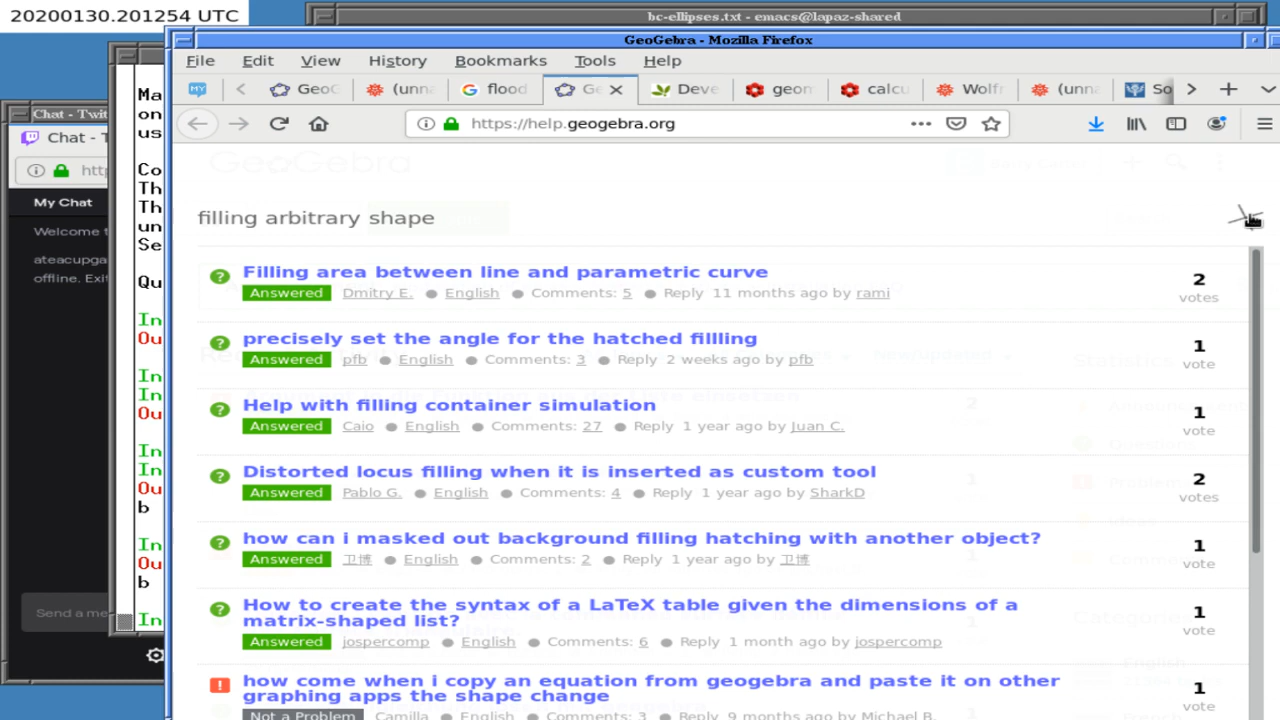 20200130.201254 UTC
bc-ellipses.txt - emacs@lapaz-shared
GeoGebra - Mozilla Firefox
File Edit View History Bookmarks Tools Help
GeoG (unna flood Ge Deve geom calcu Wolfr (unna So
https://help.geogebra.org
Chat - Twit
Chat - T
http
My Chat
Welcome t
ateacupga
offline. Exit
Send a me
Ma
on
us
Co
Th
Th
un
Se
Qu
In
Ou
In
In
Ou
In
In
Ou
b
In
Ou
b
In
GeoGebra
filling arbitrary shape
Filling area between line and parametric curve
Answered Dmitry E. English Comments: 5 Reply 11 months ago by rami
2 votes
precisely set the angle for the hatched fillling
Answered pfb English Comments: 3 Reply 2 weeks ago by pfb
1 vote
Help with filling container simulation
Answered Caio English Comments: 27 Reply 1 year ago by Juan C.
1 vote
Distorted locus filling when it is inserted as custom tool
Answered Pablo G. English Comments: 4 Reply 1 year ago by SharkD
2 votes
how can i masked out background filling hatching with another object?
Answered 卫博 English Comments: 2 Reply 1 year ago by 卫博
1 vote
How to create the syntax of a LaTeX table given the dimensions of a
matrix-shaped list?
Answered jospercomp English Comments: 6 Reply 1 month ago by jospercomp
1 vote
how come when i copy an equation from geogebra and paste it on other
graphing apps the shape change
Not a Problem Camilla English Comments: 3 Reply 9 months ago by Michael B.
1 vote
Statistics
Categories